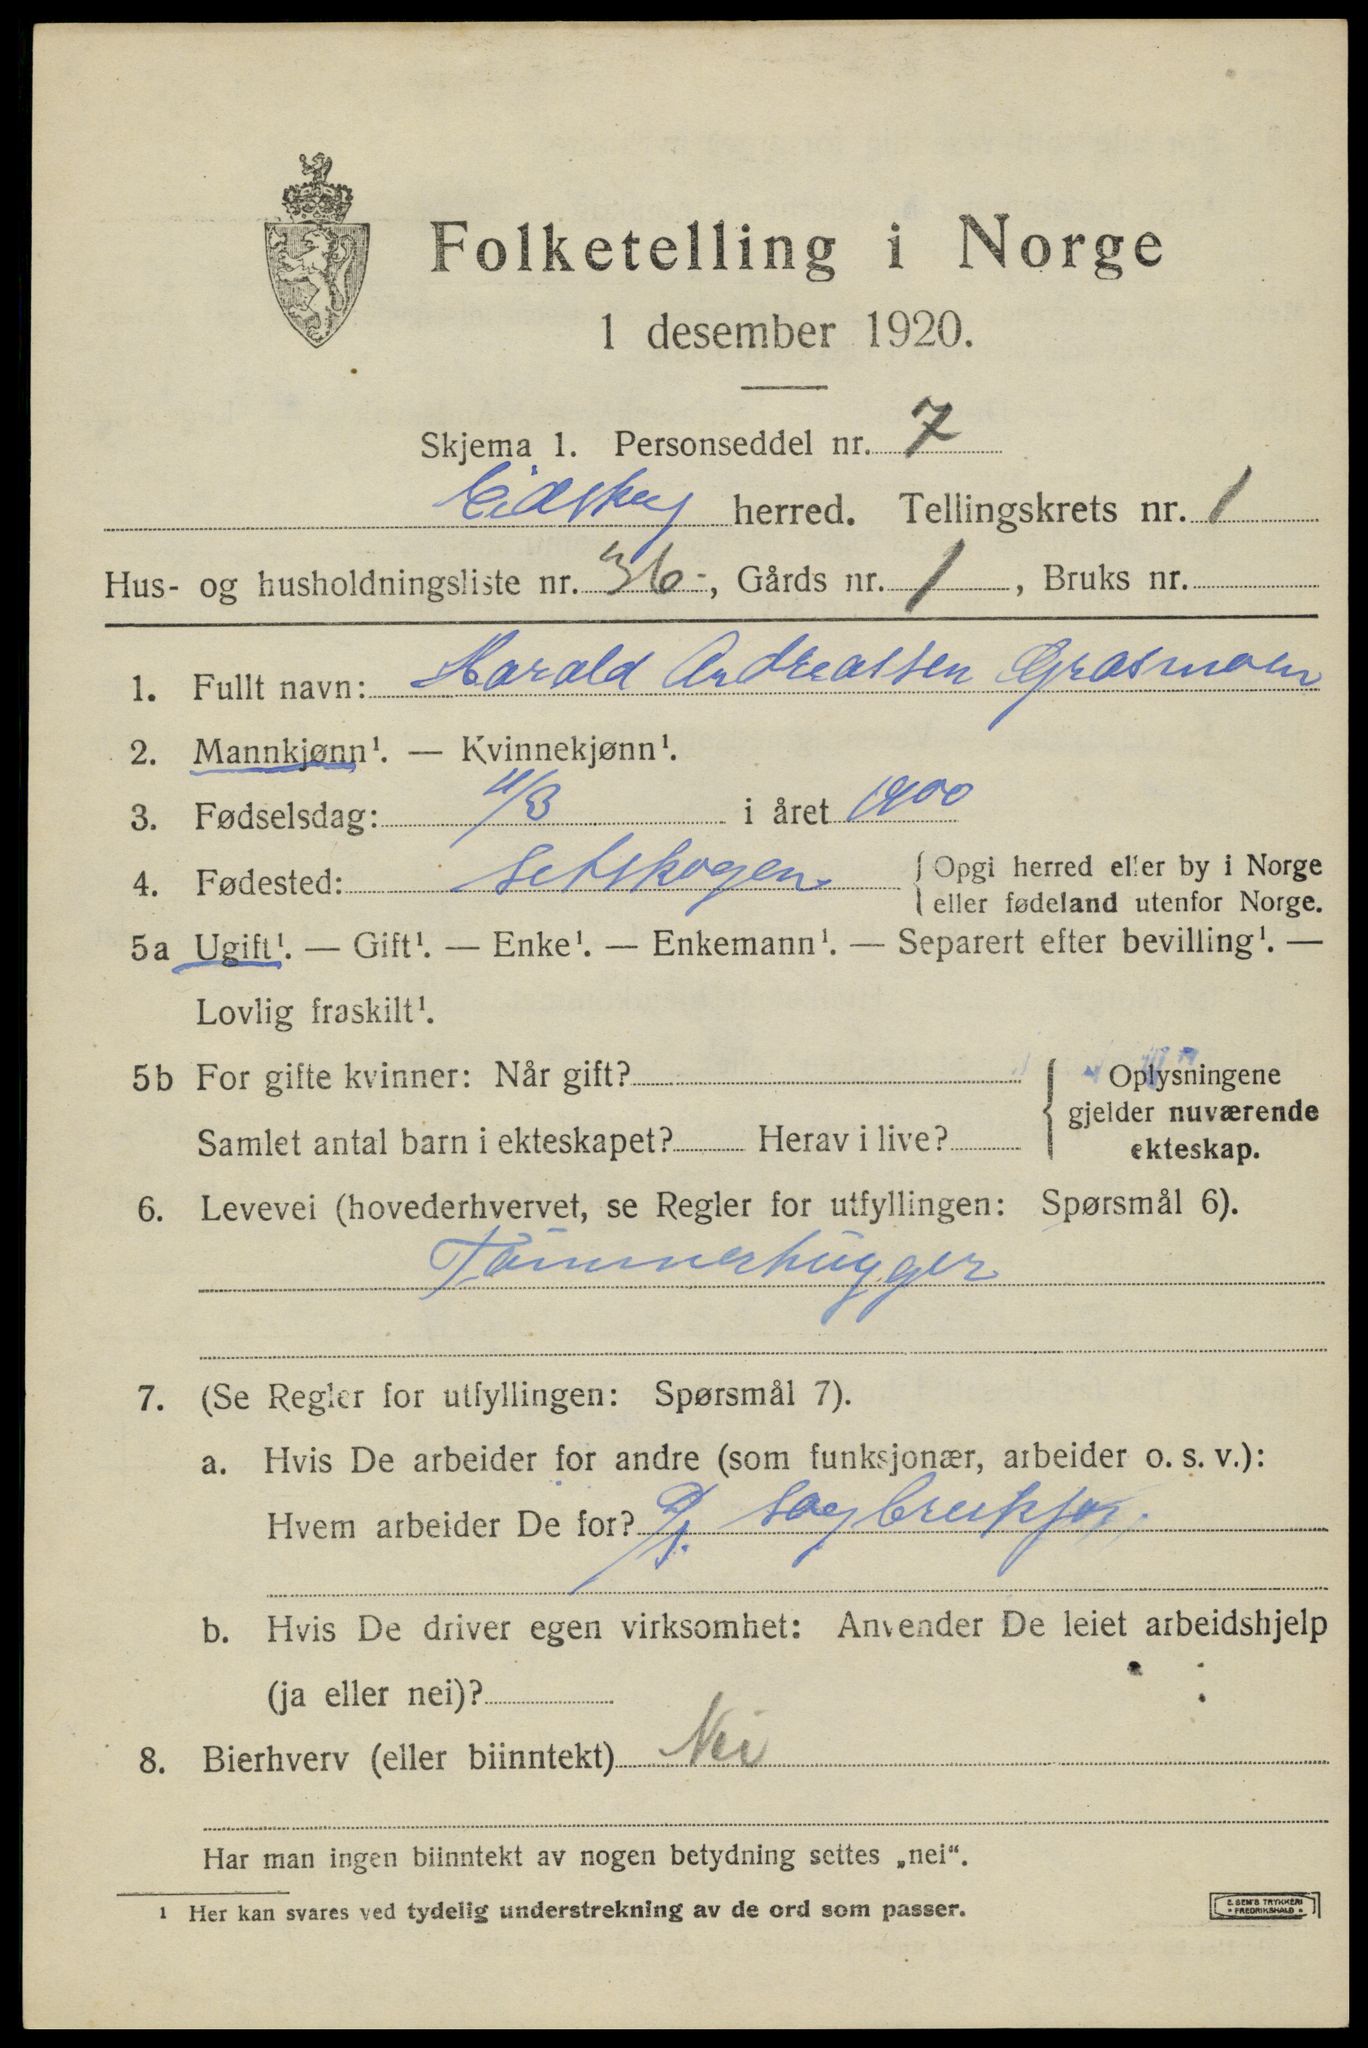 Folketelling i Norge
1 desember 1920.
Skjema 1. Personseddel nr. 7
Eidskog herred. Tellingskrets nr. 1
Hus- og husholdningsliste nr. 36, Gårds nr. 1, Bruks nr.
1. Fullt navn: Harald Andreassen Grasmoen
2. Mannkjønn¹. — Kvinnekjønn¹.
3. Fødselsdag: 11/3 i året 1900
4. Fødested: Setskogen { Opgi herred eller by i Norge
eller fødeland utenfor Norge.
5a Ugift¹. — Gift¹. — Enke¹. — Enkemann¹. — Separert efter bevilling¹. —
Lovlig fraskilt¹.
5b For gifte kvinner: Når gift? { Oplysningene
gjelder nuværende
Samlet antal barn i ekteskapet? Herav i live?
ekteskap.
6. Levevei (hovederhvervet, se Regler for utfyllingen: Spørsmål 6).
Tømmerhugger
7. (Se Regler for utfyllingen: Spørsmål 7).
a. Hvis De arbeider for andre (som funksjonær, arbeider o. s. v.):
Hvem arbeider De for?
b. Hvis De driver egen virksomhet: Anvender De leiet arbeidshjelp
(ja eller nei)?
8. Bierhverv (eller biinntekt) Nei
Har man ingen biinntekt av nogen betydning settes „nei“.
¹ Her kan svares ved tydelig understrekning av de ord som passer.
E. SEM'S TRYKKERI
FREDRIKSHALD